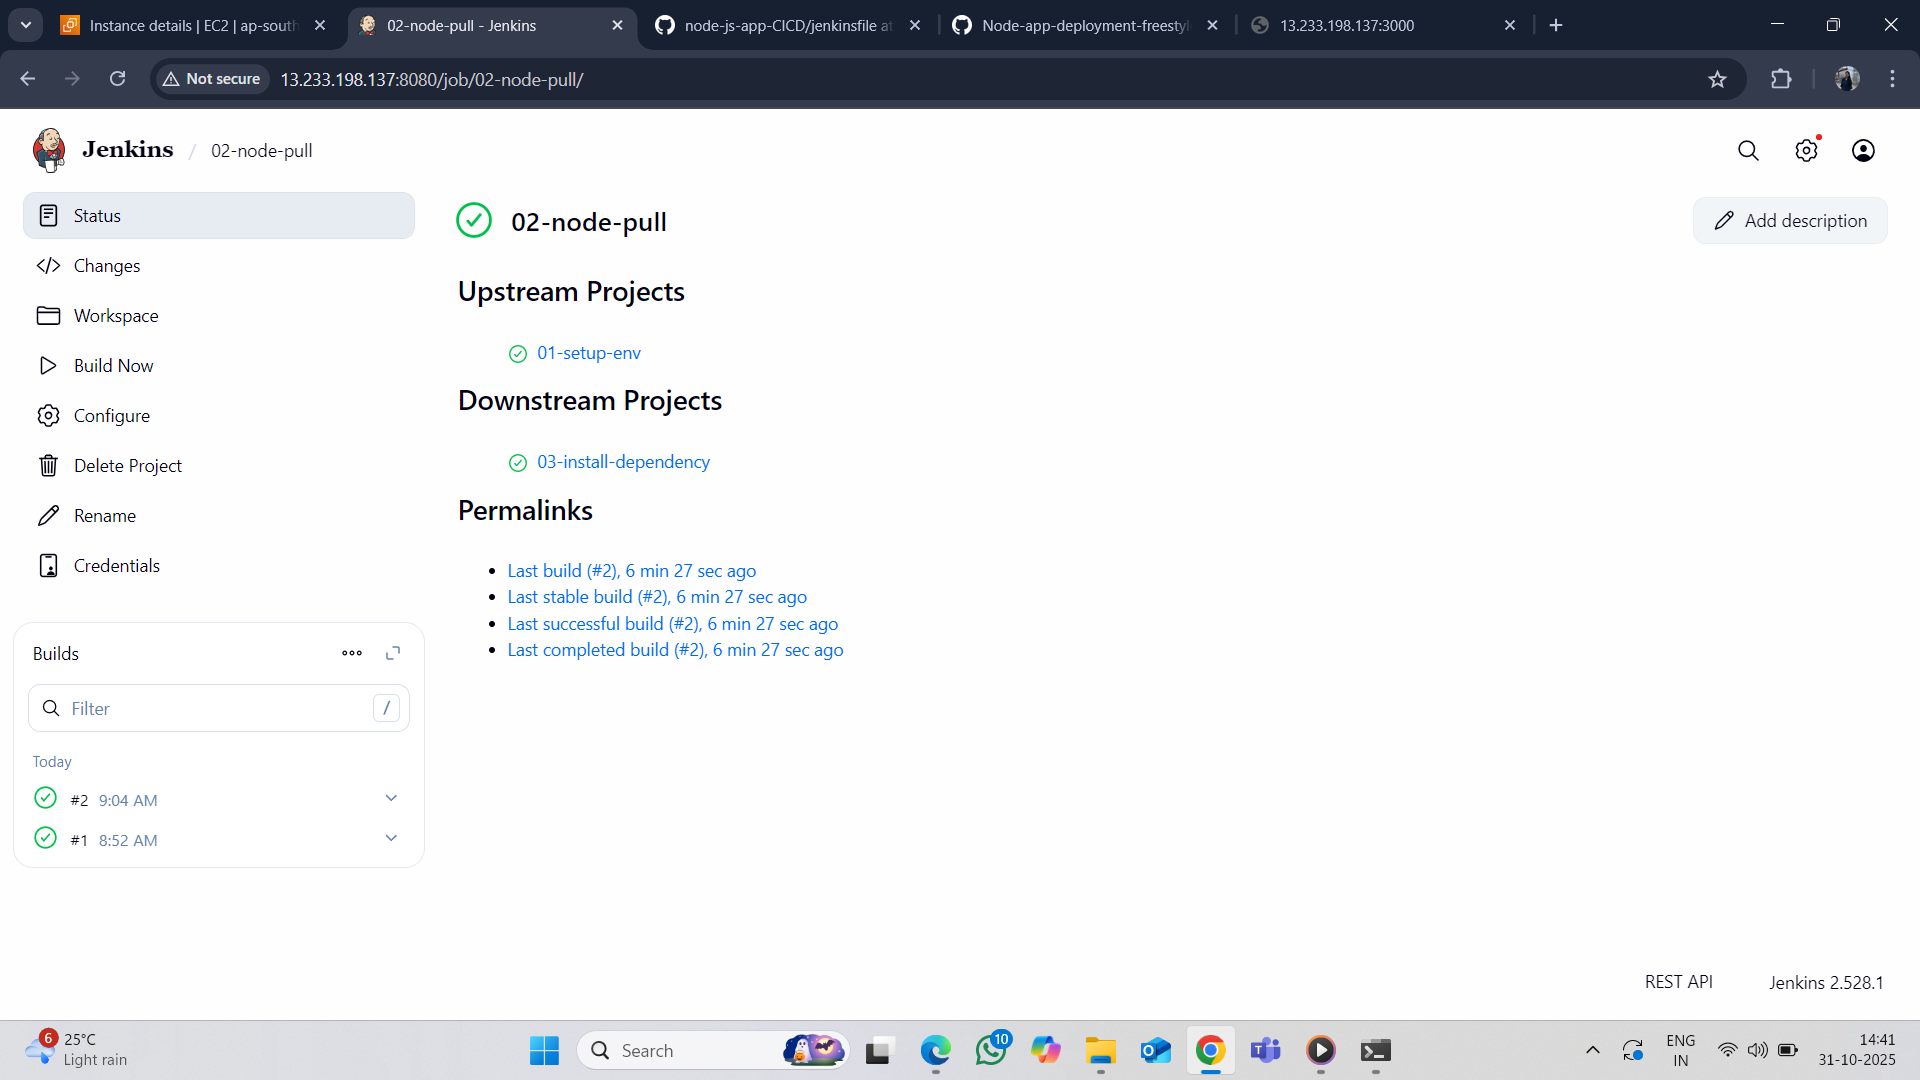 Instance details | EC2 | ap-south
02-node-pull - Jenkins
node-js-app-CICD/jenkinsfile at
Node-app-deployment-freestyl
13.233.198.137:3000
Not secure
13.233.198.137:8080/job/02-node-pull/
Jenkins / 02-node-pull
Status
Changes
Workspace
Build Now
Configure
Delete Project
Rename
Credentials
Builds
Filter /
Today
#2 9:04 AM
#1 8:52 AM
02-node-pull
Add description
Upstream Projects
01-setup-env
Downstream Projects
03-install-dependency
Permalinks
Last build (#2), 6 min 27 sec ago
Last stable build (#2), 6 min 27 sec ago
Last successful build (#2), 6 min 27 sec ago
Last completed build (#2), 6 min 27 sec ago
REST API
Jenkins 2.528.1
6
25°C
Light rain
Search
10
ENG
IN
14:41
31-10-2025